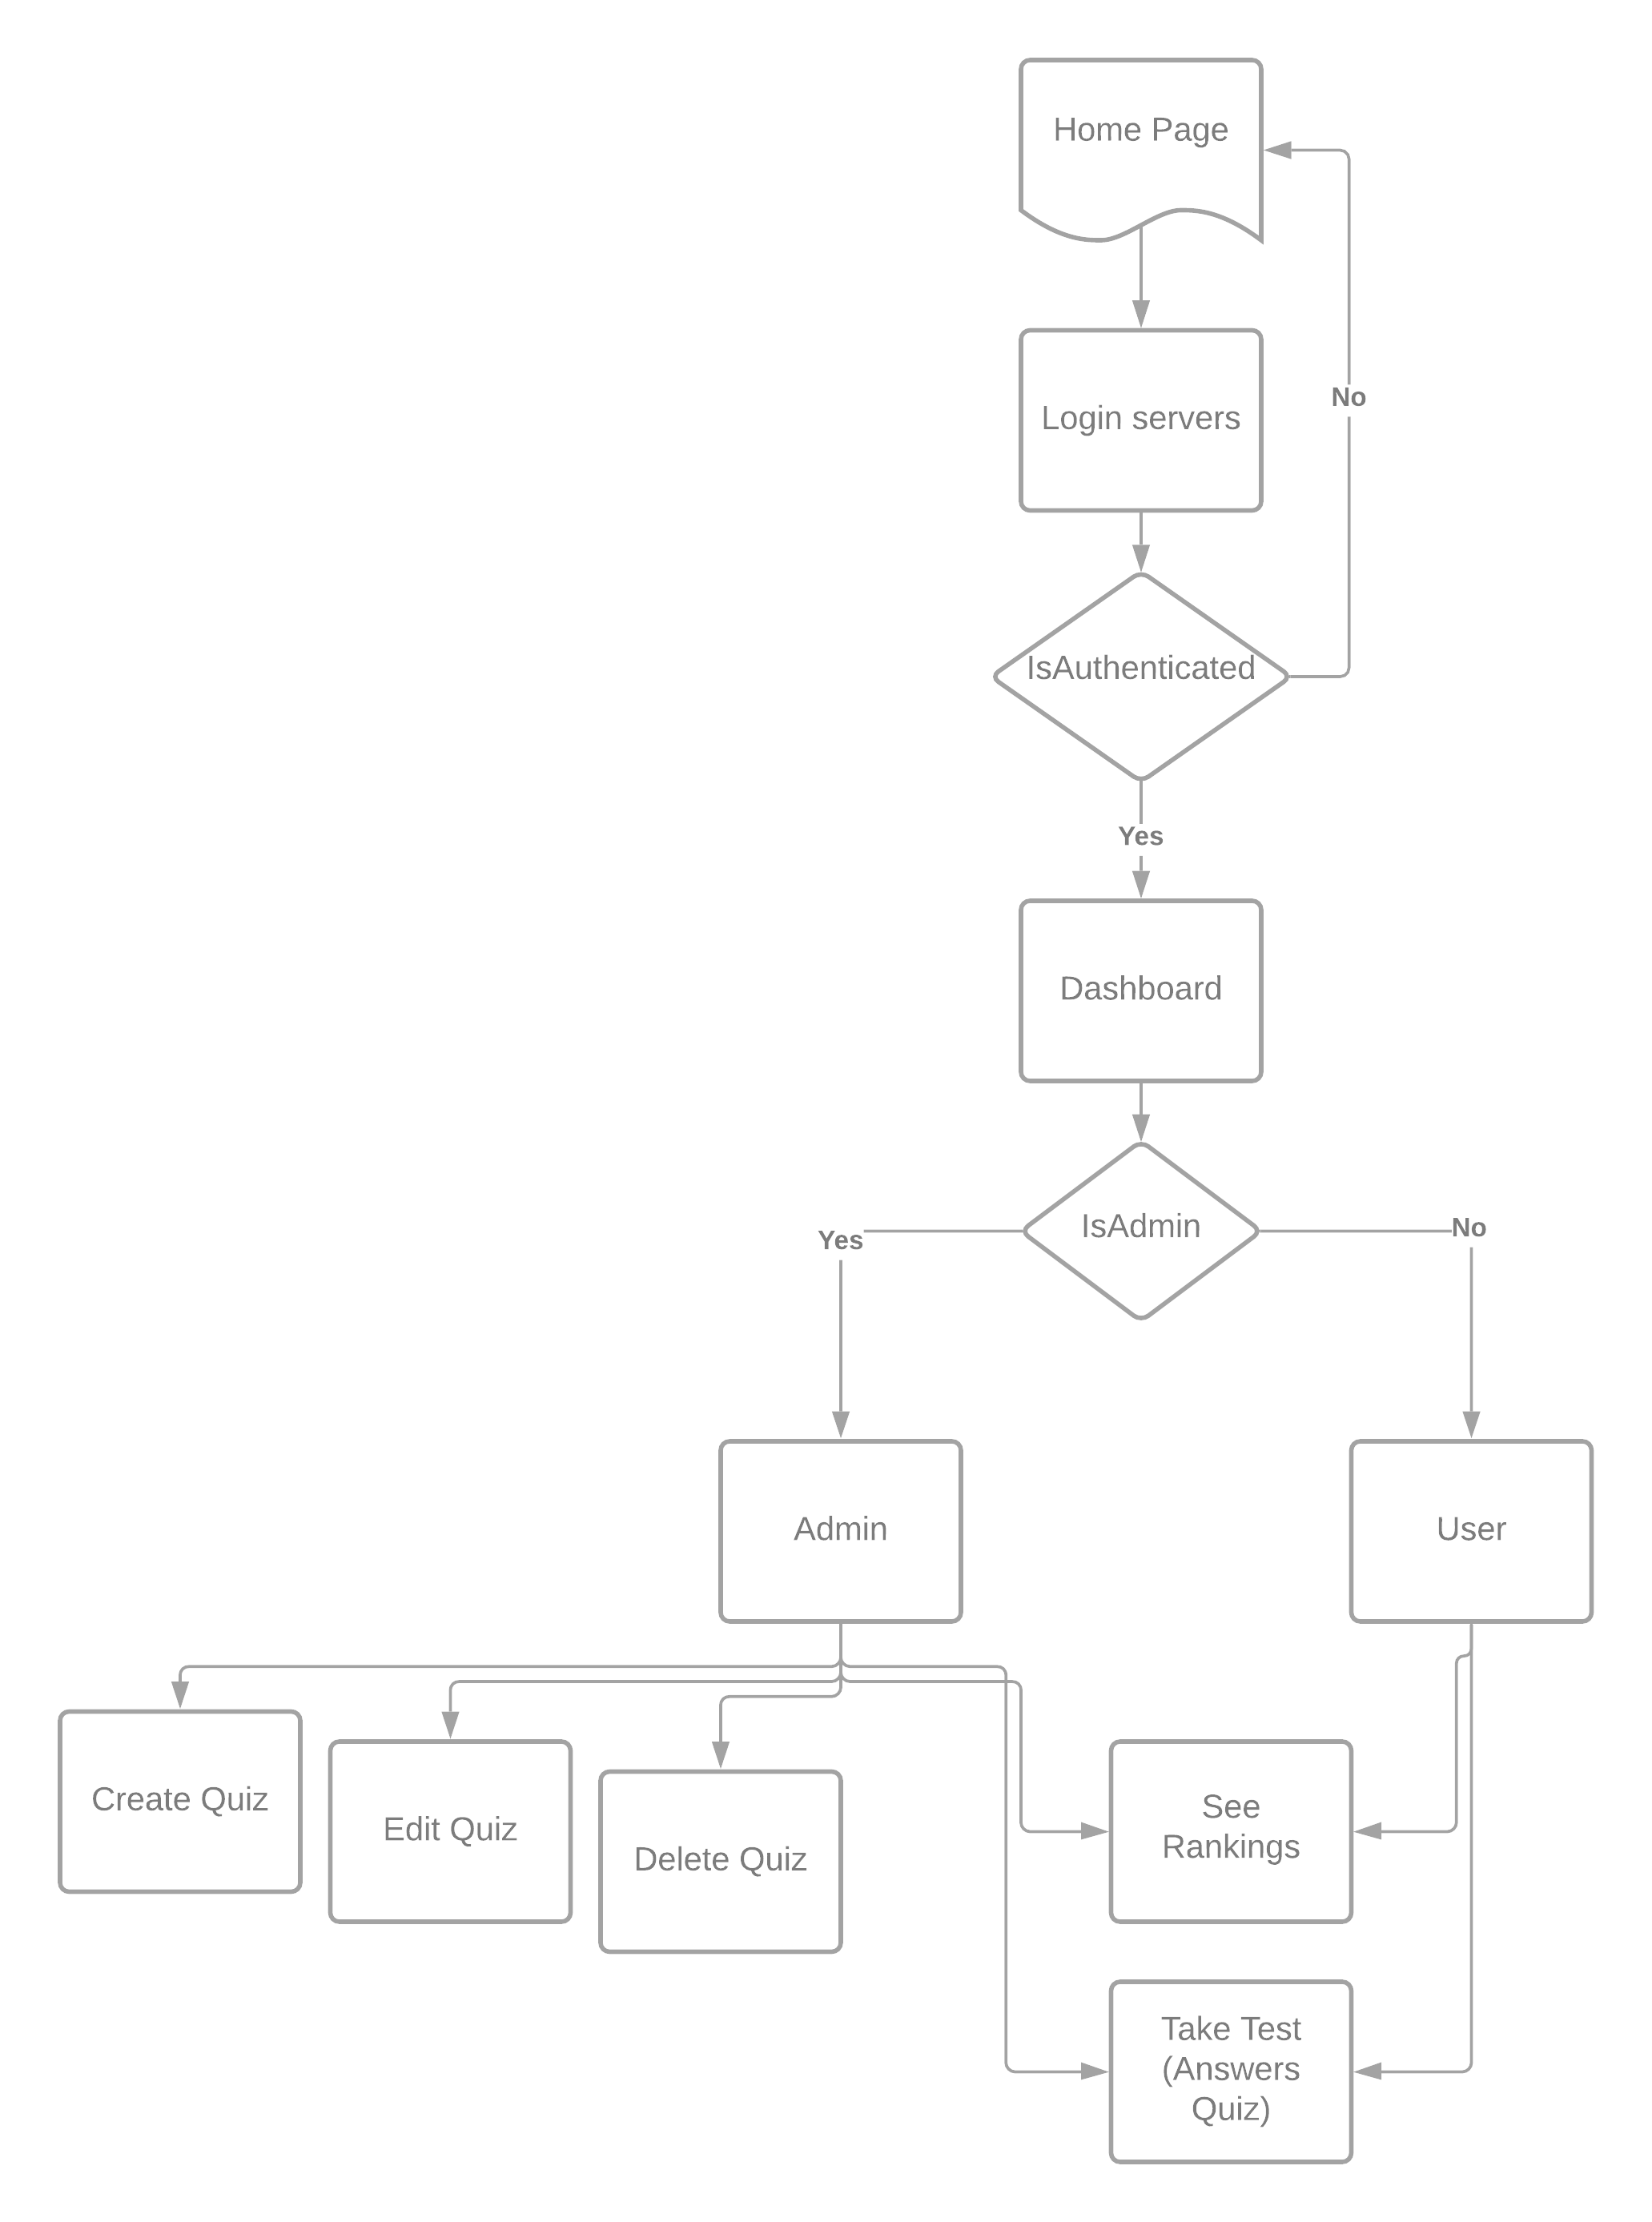 Home Page
No
Login servers
IsAuthenticated
Yes
Dashboard
IsAdmin
Yes
No
Admin
User
Create Quiz
Edit Quiz
Delete Quiz
See
Rankings
Take Test
(Answers
Quiz)